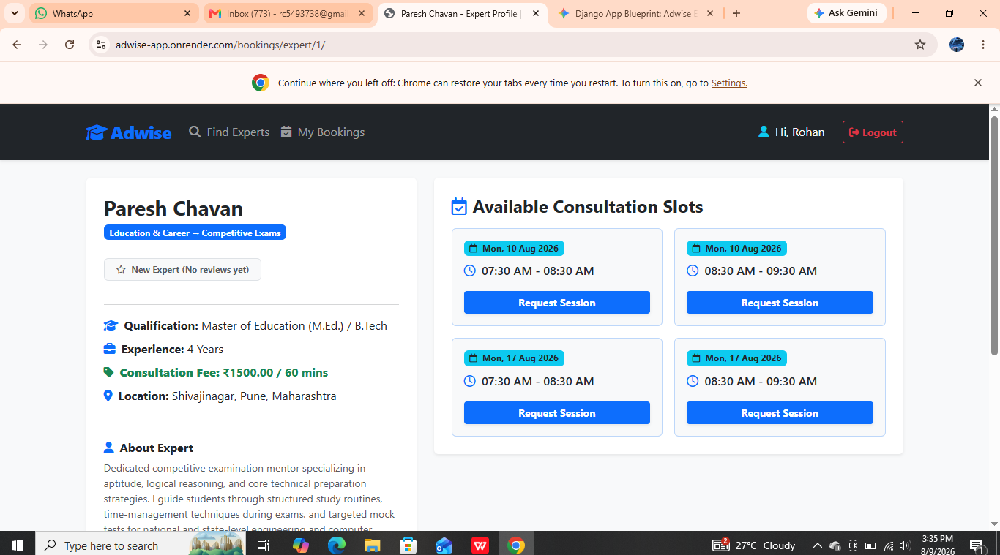 WhatsApp
Inbox (773) - rc5493738@gmai
Paresh Chavan - Expert Profile |
Django App Blueprint: Adwise E
Ask Gemini
adwise-app.onrender.com/bookings/expert/1/
Continue where you left off: Chrome can restore your tabs every time you restart. To turn this on, go to Settings.
Adwise
Find Experts
My Bookings
Hi, Rohan
Logout
Paresh Chavan
Education & Career → Competitive Exams
New Expert (No reviews yet)
Qualification: Master of Education (M.Ed.) / B.Tech
Experience: 4 Years
Consultation Fee: ₹1500.00 / 60 mins
Location: Shivajinagar, Pune, Maharashtra
About Expert
Dedicated competitive examination mentor specializing in
aptitude, logical reasoning, and core technical preparation
strategies. I guide students through structured study routines,
time-management techniques during exams, and targeted mock
tests for national and state-level engineering and computer
Available Consultation Slots
Mon, 10 Aug 2026
07:30 AM - 08:30 AM
Request Session
Mon, 10 Aug 2026
08:30 AM - 09:30 AM
Request Session
Mon, 17 Aug 2026
07:30 AM - 08:30 AM
Request Session
Mon, 17 Aug 2026
08:30 AM - 09:30 AM
Request Session
Type here to search
2
27°C Cloudy
3:35 PM
8/9/2026
1